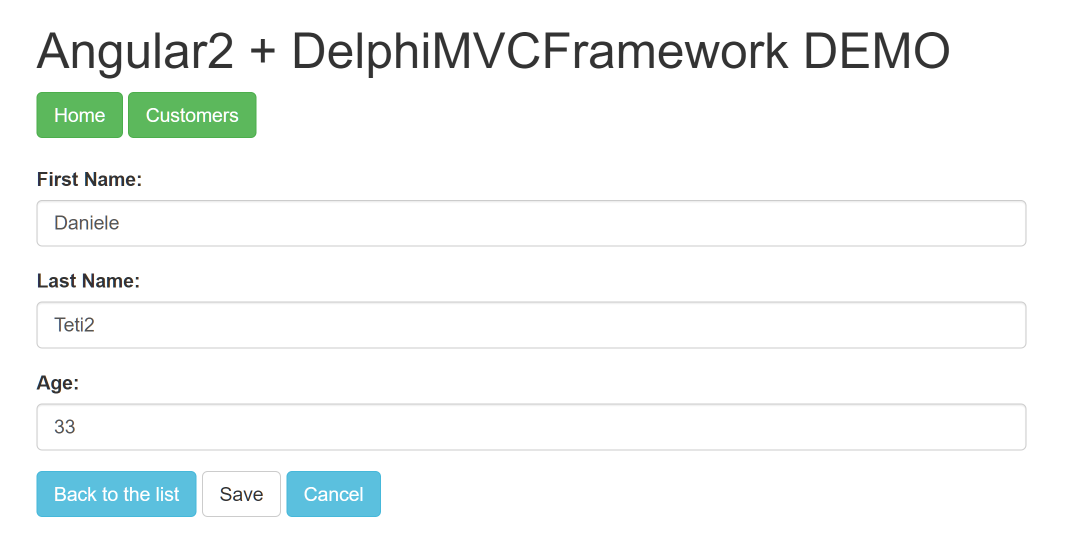 Angular2 + DelphiMVCFramework DEMO
Home Customers
First Name:
Daniele
Last Name:
Teti2
Age:
33
Back to the list Save Cancel